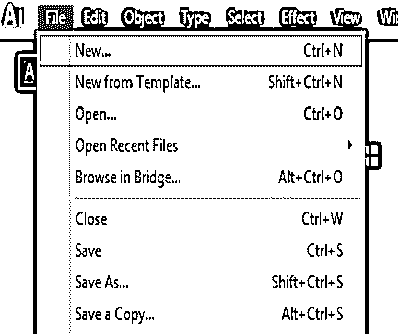 Ai File Edit Object Type Select Effect View
New... Ctrl+N
New from Template... Shift+Ctrl+N
Open... Ctrl+O
Open Recent Files
Browse in Bridge... Alt+Ctrl+O
Close Ctrl+W
Save Ctrl+S
Save As... Shift+Ctrl+S
Save a Copy... Alt+Ctrl+S